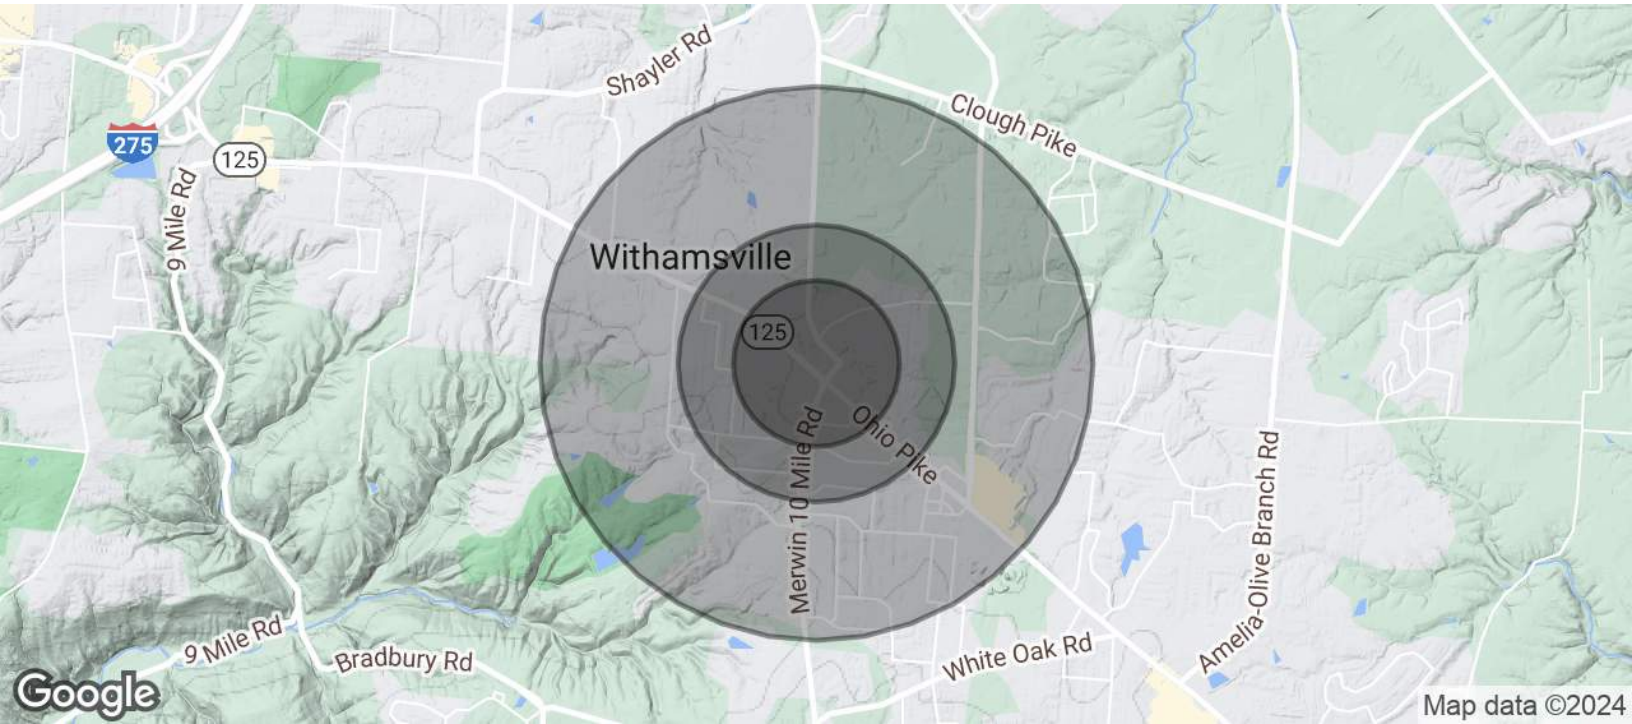 Shayler Rd
Clough Pike
275
125
9 Mile Rd
Withamsville
125
Ohio Pike
Merwin 10 Mile Rd
Amelia-Olive Branch Rd
9 Mile Rd
Bradbury Rd
White Oak Rd
Google
Map data ©2024